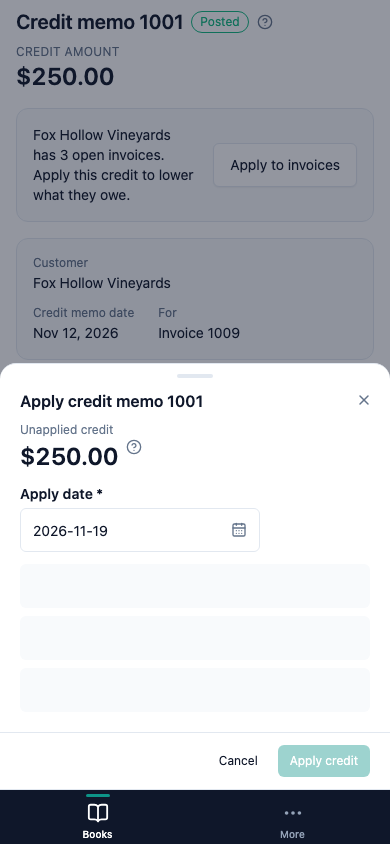 Credit memo 1001
Posted
CREDIT AMOUNT
$250.00
Fox Hollow Vineyards
has 3 open invoices.
Apply this credit to lower
what they owe.
Apply to invoices
Customer
Fox Hollow Vineyards
Credit memo date
For
Nov 12, 2026
Invoice 1009
Apply credit memo 1001
Unapplied credit
$250.00
Apply date *
2026-11-19
Cancel
Apply credit
Books
More